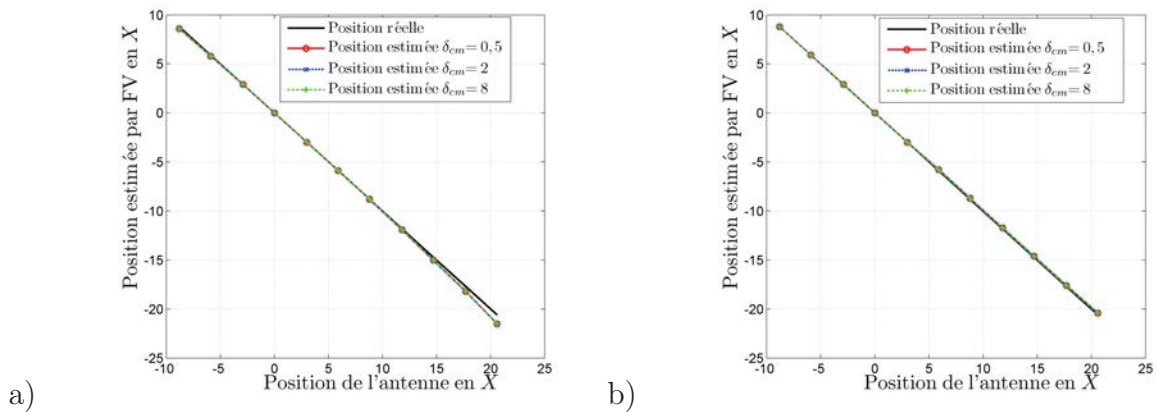 Position estimée par FV en X
10
5
0
-5
-10
-15
-20
-25
Position réelle
Position estimée δcm = 0,5
Position estimée δcm = 2
Position estimée δcm = 8
-10 -5 0 5 10 15 20 25
Position de l'antenne en X
a)
Position estimée par FV en X
10
5
0
-5
-10
-15
-20
-25
Position réelle
Position estimée δcm = 0,5
Position estimée δcm = 2
Position estimée δcm = 8
-10 -5 0 5 10 15 20 25
Position de l'antenne en X
b)